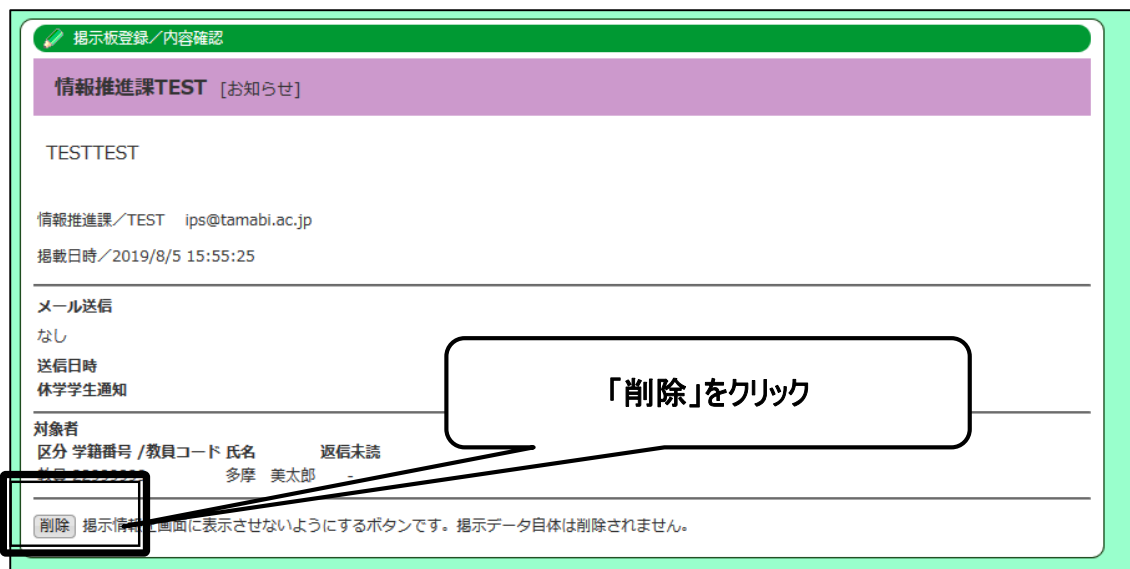 掲示板登録／内容確認
情報推進課TEST [お知らせ]
TESTTEST
情報推進課／TEST ips@tamabi.ac.jp
掲載日時／2019/8/5 15:55:25
メール送信
なし
送信日時
休学学生通知
「削除」をクリック
対象者
区分 学籍番号 /教員コード 氏名 返信未読
多摩 美太郎 -
削除 掲示情報 画面に表示させないようにするボタンです。掲示データ自体は削除されません。